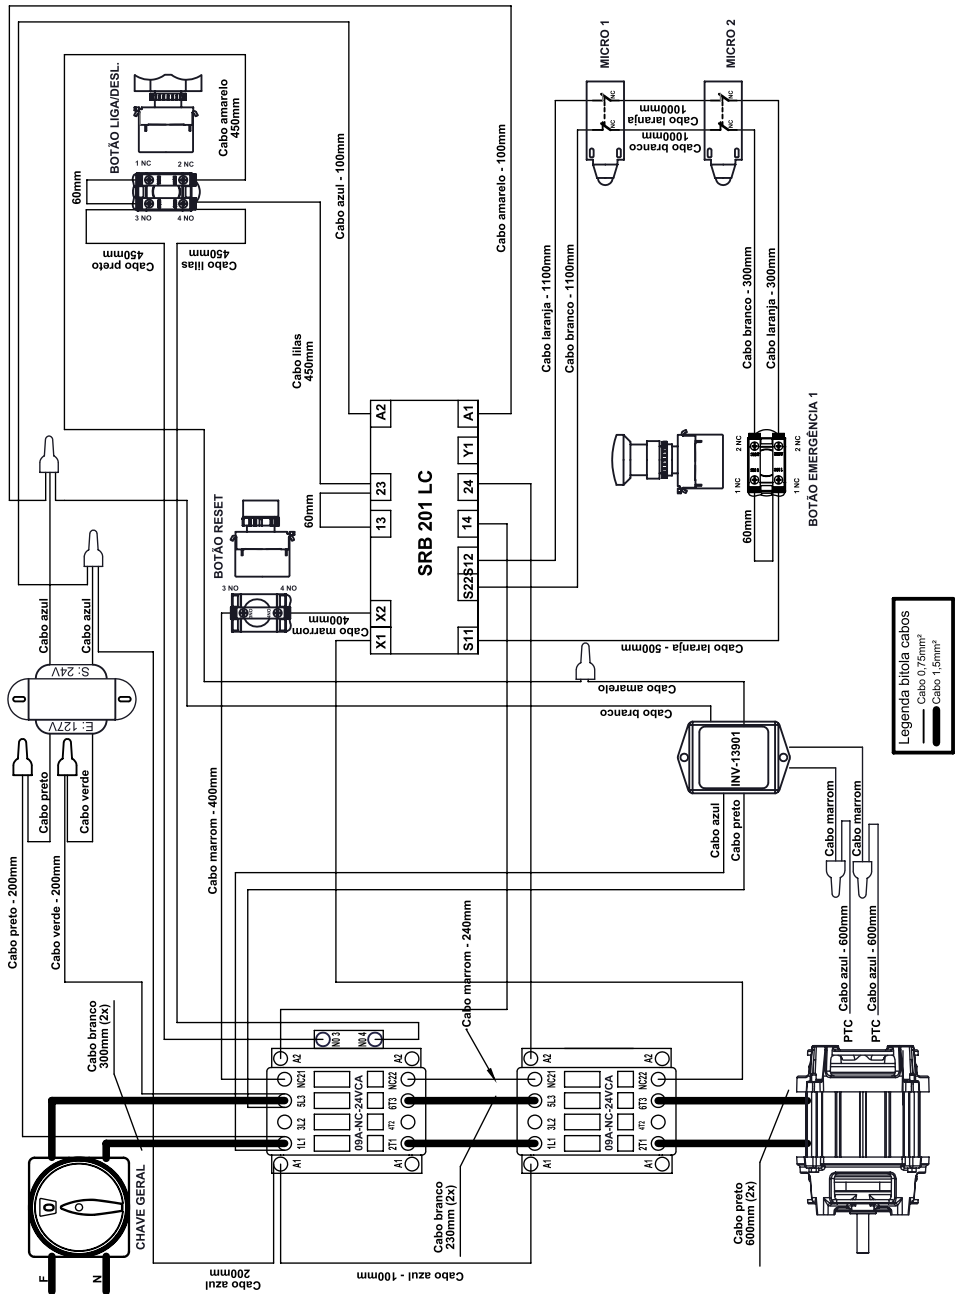 BOTÃO LIGA/DESL.
1 NC
2 NC
3 NO
4 NO
60mm
Cabo amarelo
450mm
Cabo preto
450mm
Cabo lilas
450mm
Cabo azul - 100mm
Cabo amarelo - 100mm
MICRO 1
MICRO 2
NC
NC
NC
NC
Cabo laranja
1000mm
Cabo branco
1000mm
Cabo laranja - 1100mm
Cabo branco - 1100mm
Cabo branco - 300mm
Cabo laranja - 300mm
Cabo lilas
450mm
BOTÃO RESET
3 NO
4 NO
60mm
Cabo marrom
400mm
SRB 201 LC
A2
23
13
X2
X1
A1
Y1
24
14
S12
S22
S11
BOTÃO EMERGÊNCIA 1
1 NC
2 NC
1 NC
2 NC
60mm
Cabo laranja - 500mm
Cabo azul
Cabo azul
S: 24V
E: 127V
Cabo preto
Cabo verde
Cabo preto - 200mm
Cabo verde - 200mm
Cabo marrom - 400mm
Cabo amarelo
Cabo branco
INV-13901
Cabo azul
Cabo preto
Cabo marrom
Cabo marrom
Cabo azul - 600mm
Cabo azul - 600mm
PTC
PTC
Legenda bitola cabos
Cabo 0,75mm²
Cabo 1,5mm²
Cabo branco
300mm (2x)
Cabo marrom - 240mm
NO 3
NO 4
A2
A2
NC21
NC22
5L3
6T3
3L2
4T2
1L1
2T1
A1
A1
09A-NC-24VCA
A2
A2
NC21
NC22
5L3
6T3
3L2
4T2
1L1
2T1
A1
A1
09A-NC-24VCA
CHAVE GERAL
F
N
Cabo azul
200mm
Cabo azul - 100mm
Cabo branco
230mm (2x)
Cabo preto
600mm (2x)